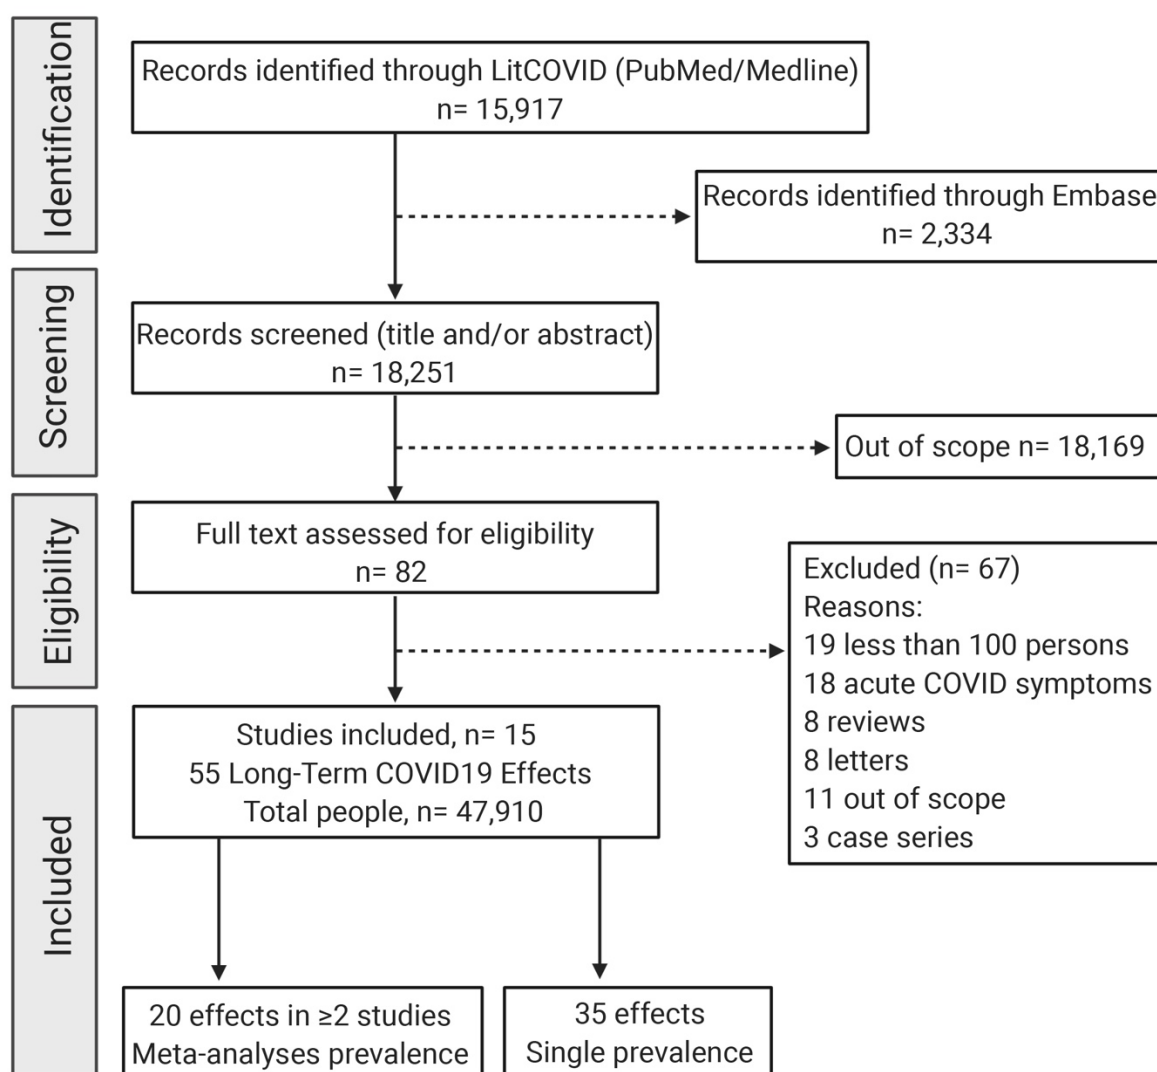 Identification
Records identified through LitCOVID (PubMed/Medline)
n= 15,917
Records identified through Embase
n= 2,334
Screening
Records screened (title and/or abstract)
n= 18,251
Out of scope n= 18,169
Eligibility
Full text assessed for eligibility
n= 82
Excluded (n= 67)
Reasons:
19 less than 100 persons
18 acute COVID symptoms
8 reviews
8 letters
11 out of scope
3 case series
Included
Studies included, n= 15
55 Long-Term COVID19 Effects
Total people, n= 47,910
20 effects in ≥2 studies
Meta-analyses prevalence
35 effects
Single prevalence